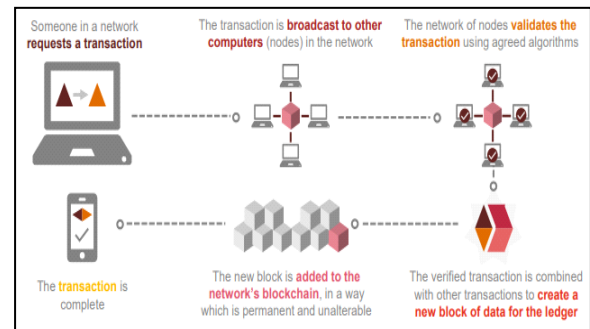 Someone in a network
requests a transaction
The transaction is broadcast to other
computers (nodes) in the network
The network of nodes validates the
transaction using agreed algorithms
The transaction is
complete
The new block is added to the
network's blockchain, in a way
which is permanent and unalterable
The verified transaction is combined
with other transactions to create a
new block of data for the ledger